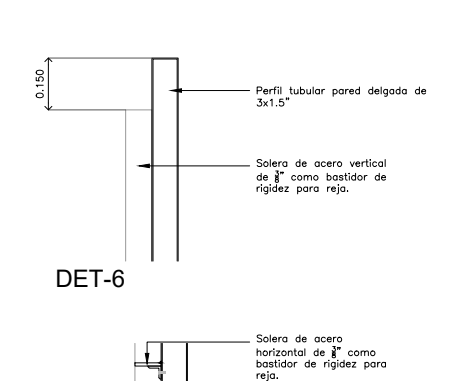 0.150
Perfil tubular pared delgada de
3x1.5"
Solera de acero vertical
de ⅜" como bastidor de
rigidez para reja.
DET-6
Solera de acero
horizontal de ⅜" como
bastidor de rigidez para
reja.